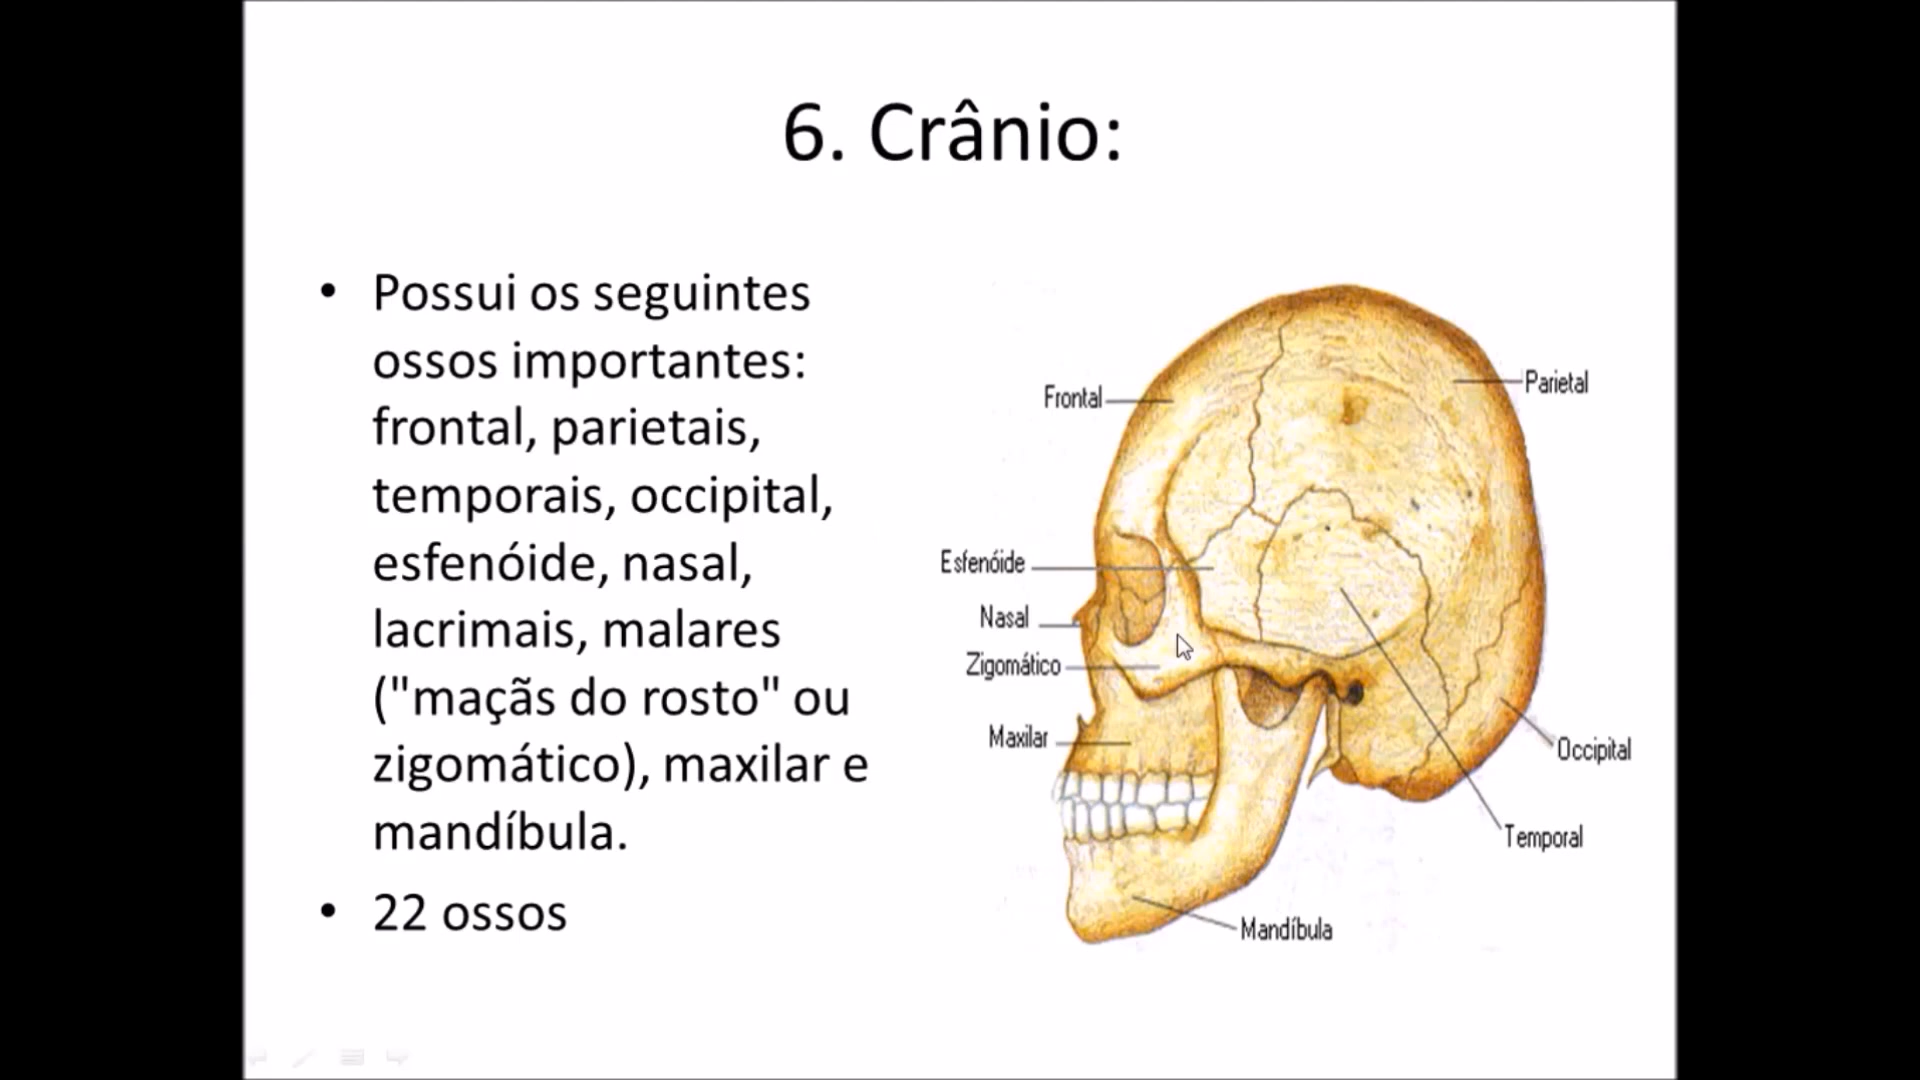 6. Crânio:
• Possui os seguintes
ossos importantes:
frontal, parietais,
temporais, occipital,
esfenóide, nasal,
lacrimais, malares
("maçãs do rosto" ou
zigomático), maxilar e
mandíbula.
• 22 ossos
Frontal
Parietal
Esfenóide
Nasal
Zigomático
Maxilar
Occipital
Temporal
Mandíbula